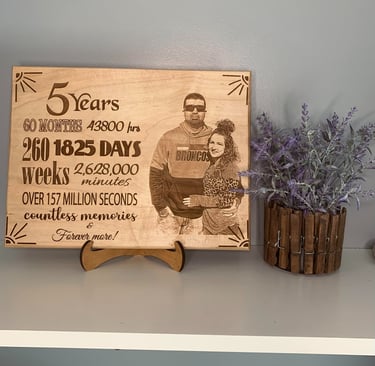 5 Years
60 MONTHS 43800 hrs
260 1825 DAYS
weeks 2,628,000
minutes
OVER 157 MILLION SECONDS
countless memories
&
Forever more!
BRONCOS